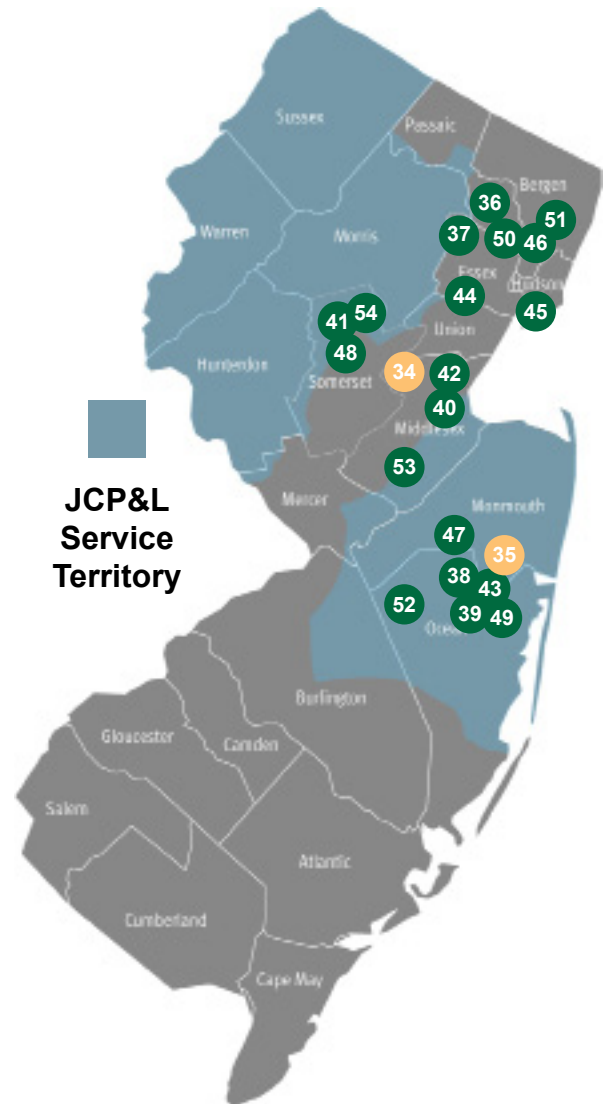 Sussex
Passaic
Bergen
36
51
Warren
Morris
37
50
46
Essex
Hudson
44
54
45
41
Union
48
Hunterdon
34
42
Somerset
40
Middlesex
53
JCP&L
Service
Territory
Mercer
Monmouth
47
35
38
43
52
39
49
Ocea
Burlington
Gloucester
Camden
Salem
Atlantic
Cumberland
Cape May